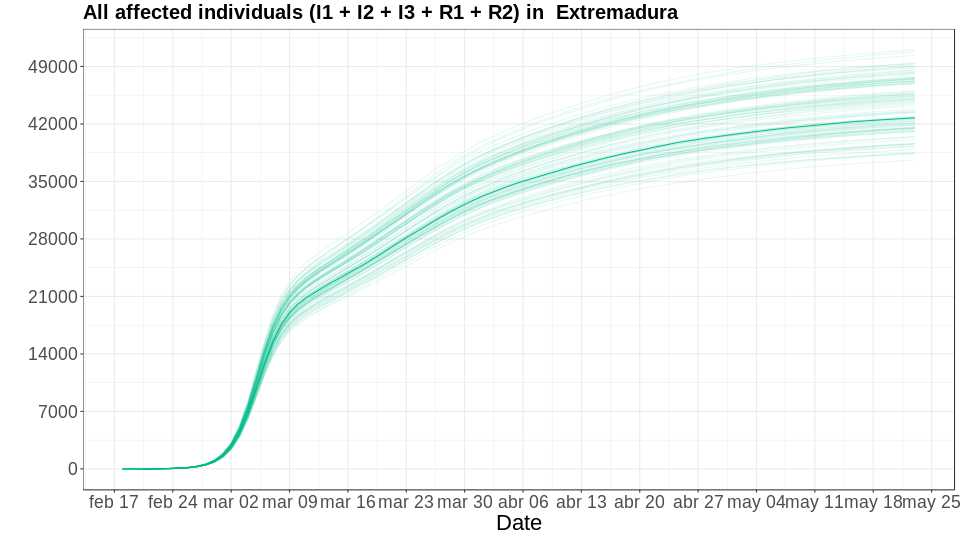 All affected individuals (I1 + I2 + I3 + R1 + R2) in  Extremadura
49000
42000
35000
28000
21000
14000
7000
0
feb 17 feb 24 mar 02 mar 09 mar 16 mar 23 mar 30 abr 06 abr 13 abr 20 abr 27 may 04 may 11 may 18 may 25
Date